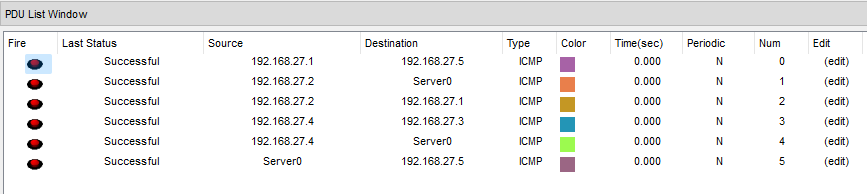 PDU List Window
Fire Last Status Source Destination Type Color Time(sec) Periodic Num Edit
Successful 192.168.27.1 192.168.27.5 ICMP 0.000 N 0 (edit)
Successful 192.168.27.2 Server0 ICMP 0.000 N 1 (edit)
Successful 192.168.27.2 192.168.27.1 ICMP 0.000 N 2 (edit)
Successful 192.168.27.4 192.168.27.3 ICMP 0.000 N 3 (edit)
Successful 192.168.27.4 Server0 ICMP 0.000 N 4 (edit)
Successful Server0 192.168.27.5 ICMP 0.000 N 5 (edit)